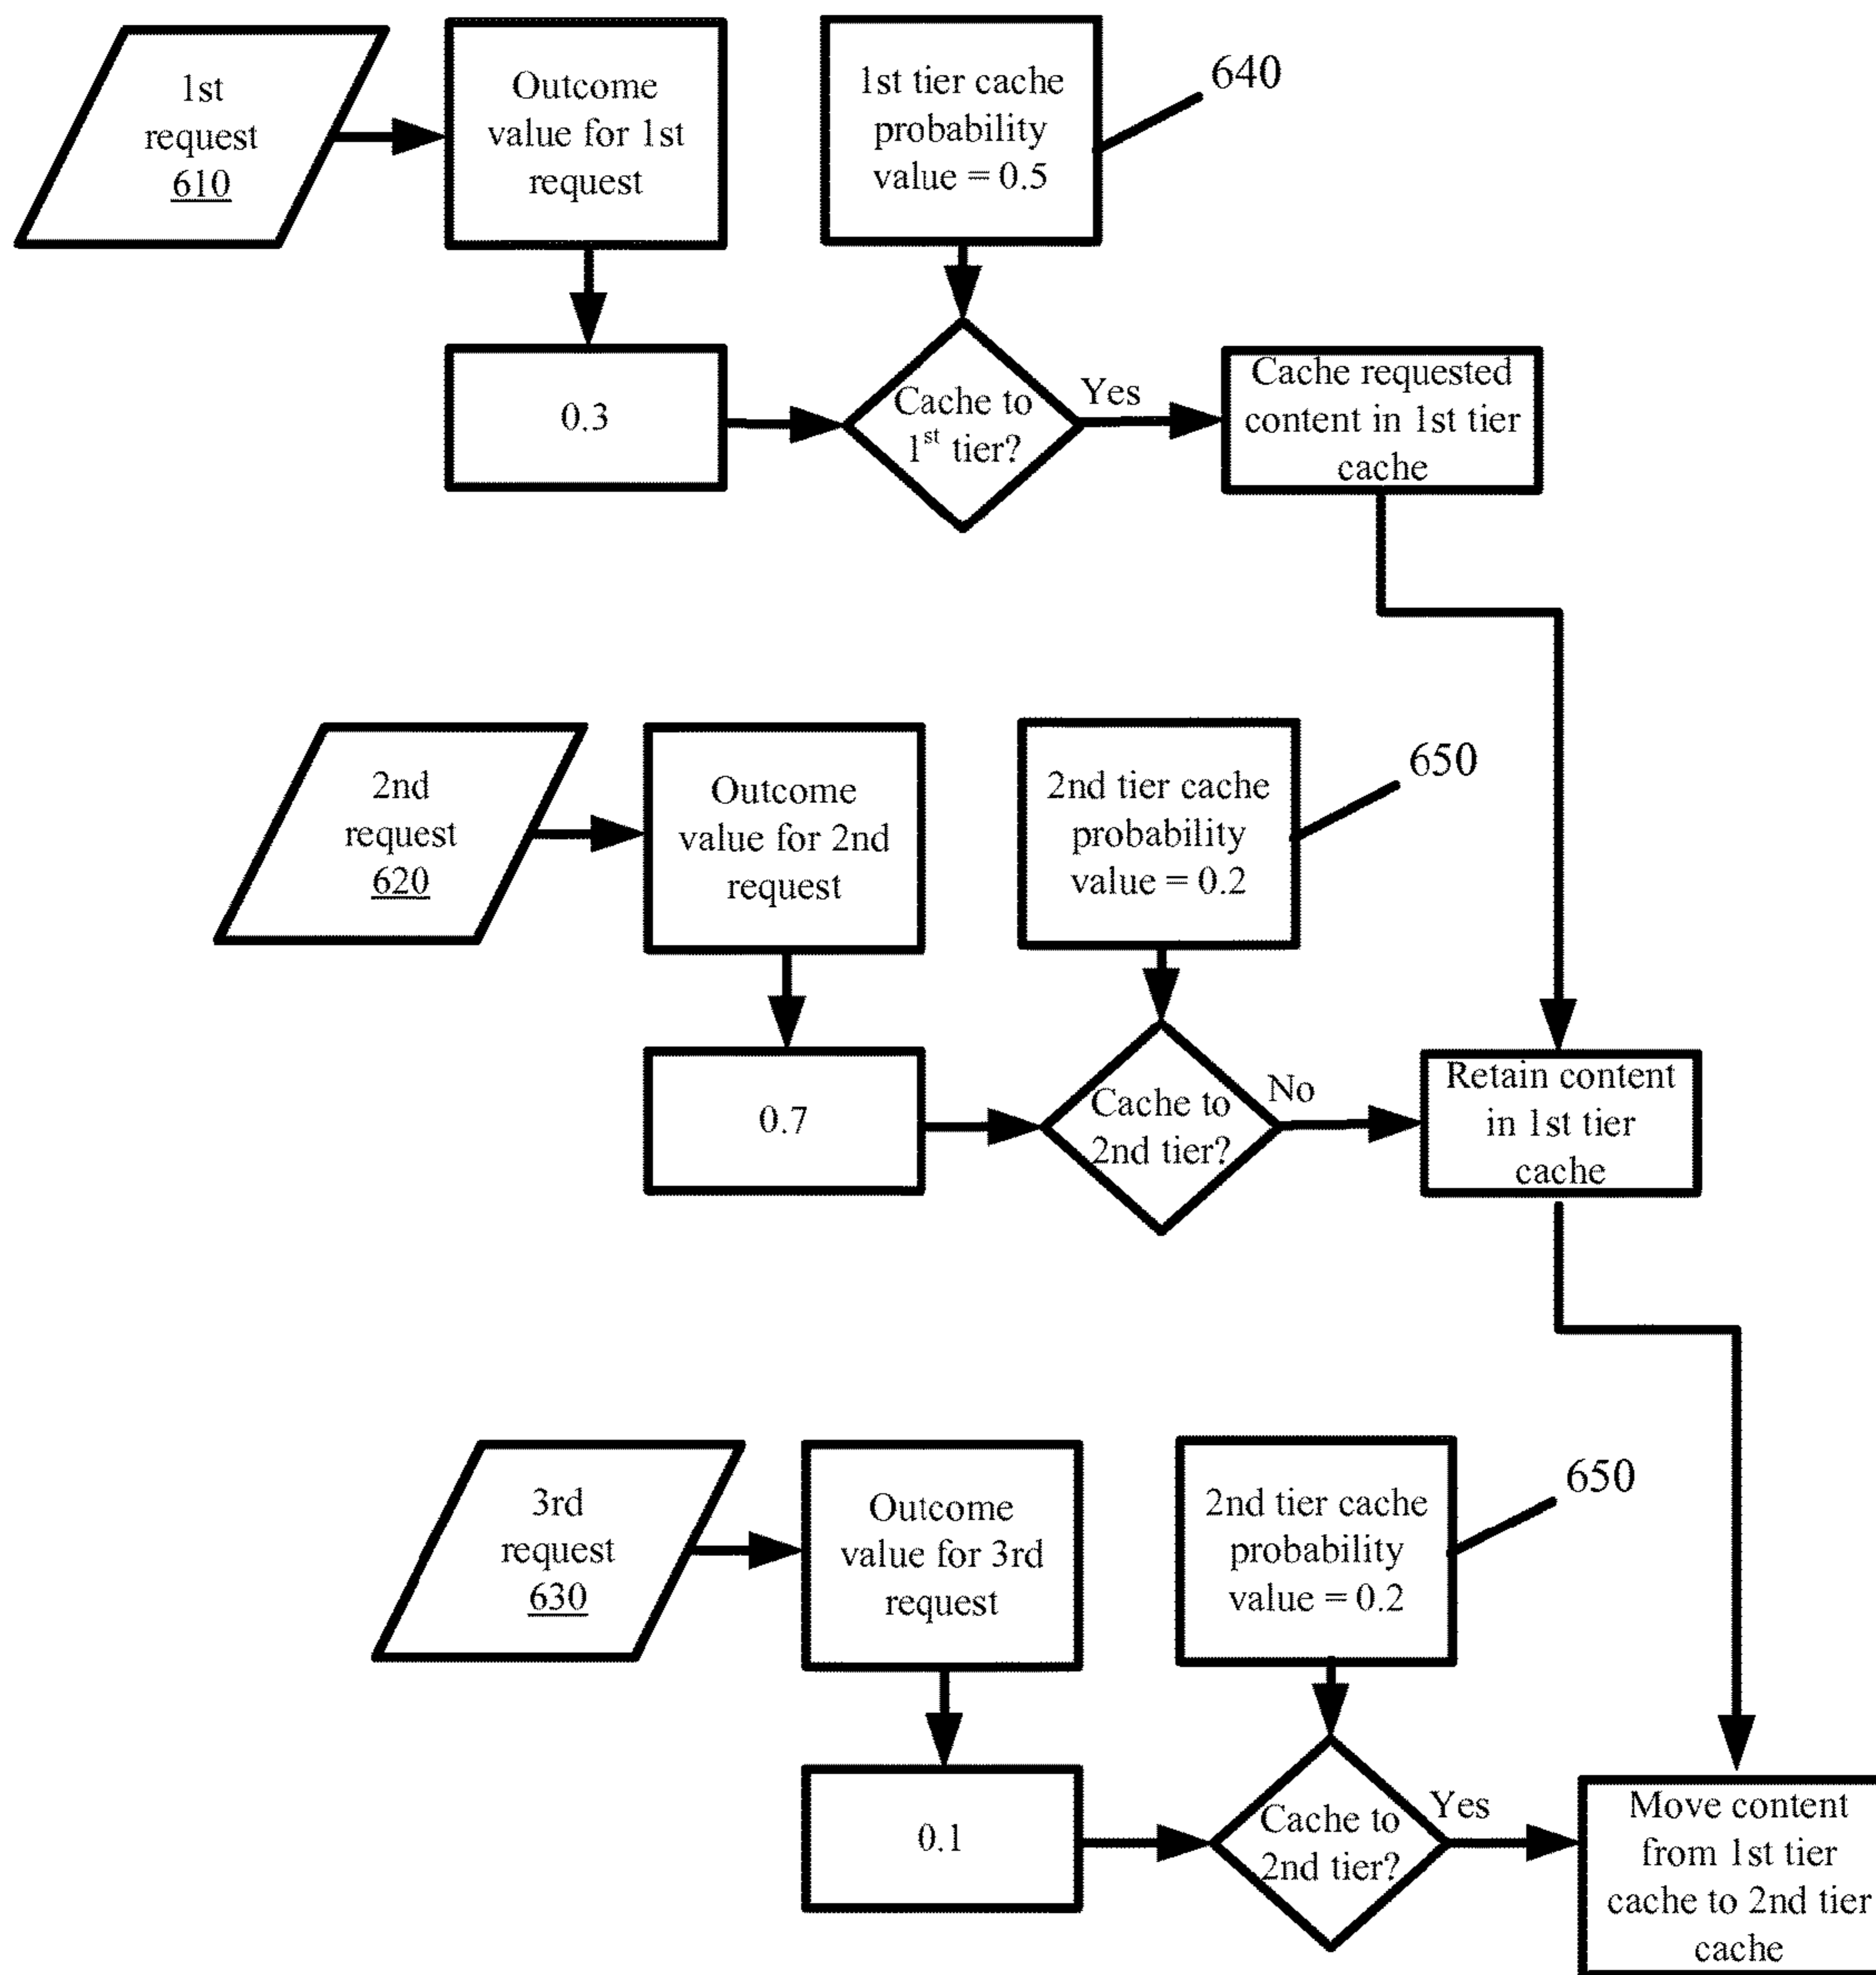 1st
request
610
Outcome
value for 1st
request
1st tier cache
probability
value = 0.5
640
0.3
Cache to
1st tier?
Yes
Cache requested
content in 1st tier
cache
2nd
request
620
Outcome
value for 2nd
request
2nd tier cache
probability
value = 0.2
650
0.7
Cache to
2nd tier?
No
Retain content
in 1st tier
cache
3rd
request
630
Outcome
value for 3rd
request
2nd tier cache
probability
value = 0.2
650
0.1
Cache to
2nd tier?
Yes
Move content
from 1st tier
cache to 2nd tier
cache